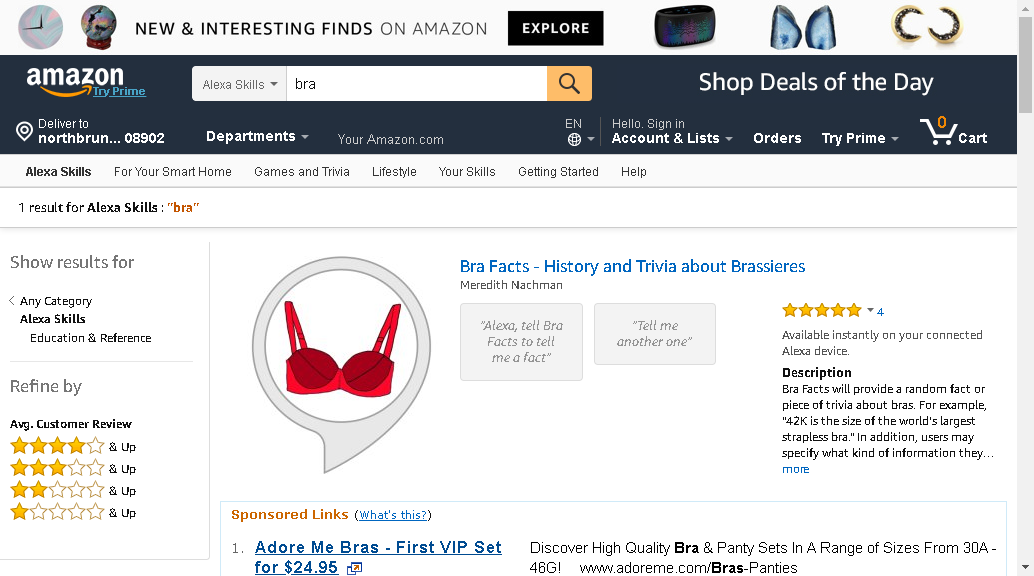 NEW & INTERESTING FINDS ON AMAZON EXPLORE
amazon
Try Prime
Alexa Skills
bra
Shop Deals of the Day
Deliver to
northbrun... 08902
Departments
Your Amazon.com
EN
Hello. Sign in
Account & Lists
Orders
Try Prime
0
Cart
Alexa Skills For Your Smart Home Games and Trivia Lifestyle Your Skills Getting Started Help
1 result for Alexa Skills : "bra"
Show results for
Any Category
Alexa Skills
Education & Reference
Refine by
Avg. Customer Review
& Up
& Up
& Up
& Up
Bra Facts - History and Trivia about Brassieres
Meredith Nachman
"Alexa, tell Bra
Facts to tell
me a fact"
"Tell me
another one"
4
Available instantly on your connected
Alexa device.
Description
Bra Facts will provide a random fact or
piece of trivia about bras. For example,
"42K is the size of the world's largest
strapless bra." In addition, users may
specify what kind of information they...
more
Sponsored Links (What's this?)
1. Adore Me Bras - First VIP Set
for $24.95
Discover High Quality Bra & Panty Sets In A Range of Sizes From 30A -
46G! www.adoreme.com/Bras-Panties